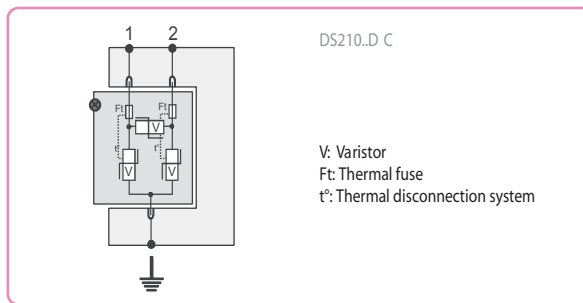 1 2
DS210..D C
Ft Ft
V
t° t°
V V
V: Varistor
Ft: Thermal fuse
t°: Thermal disconnection system